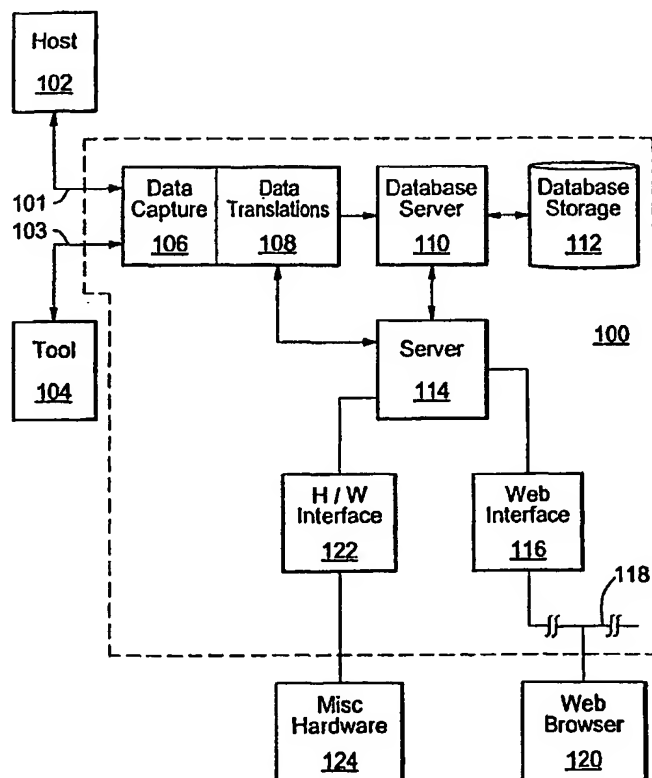 Host
102
101
103
Data
Capture
106
Data
Translations
108
Database
Server
110
Database
Storage
112
Tool
104
Server
114
100
H / W
Interface
122
Web
Interface
116
118
Misc
Hardware
124
Web
Browser
120